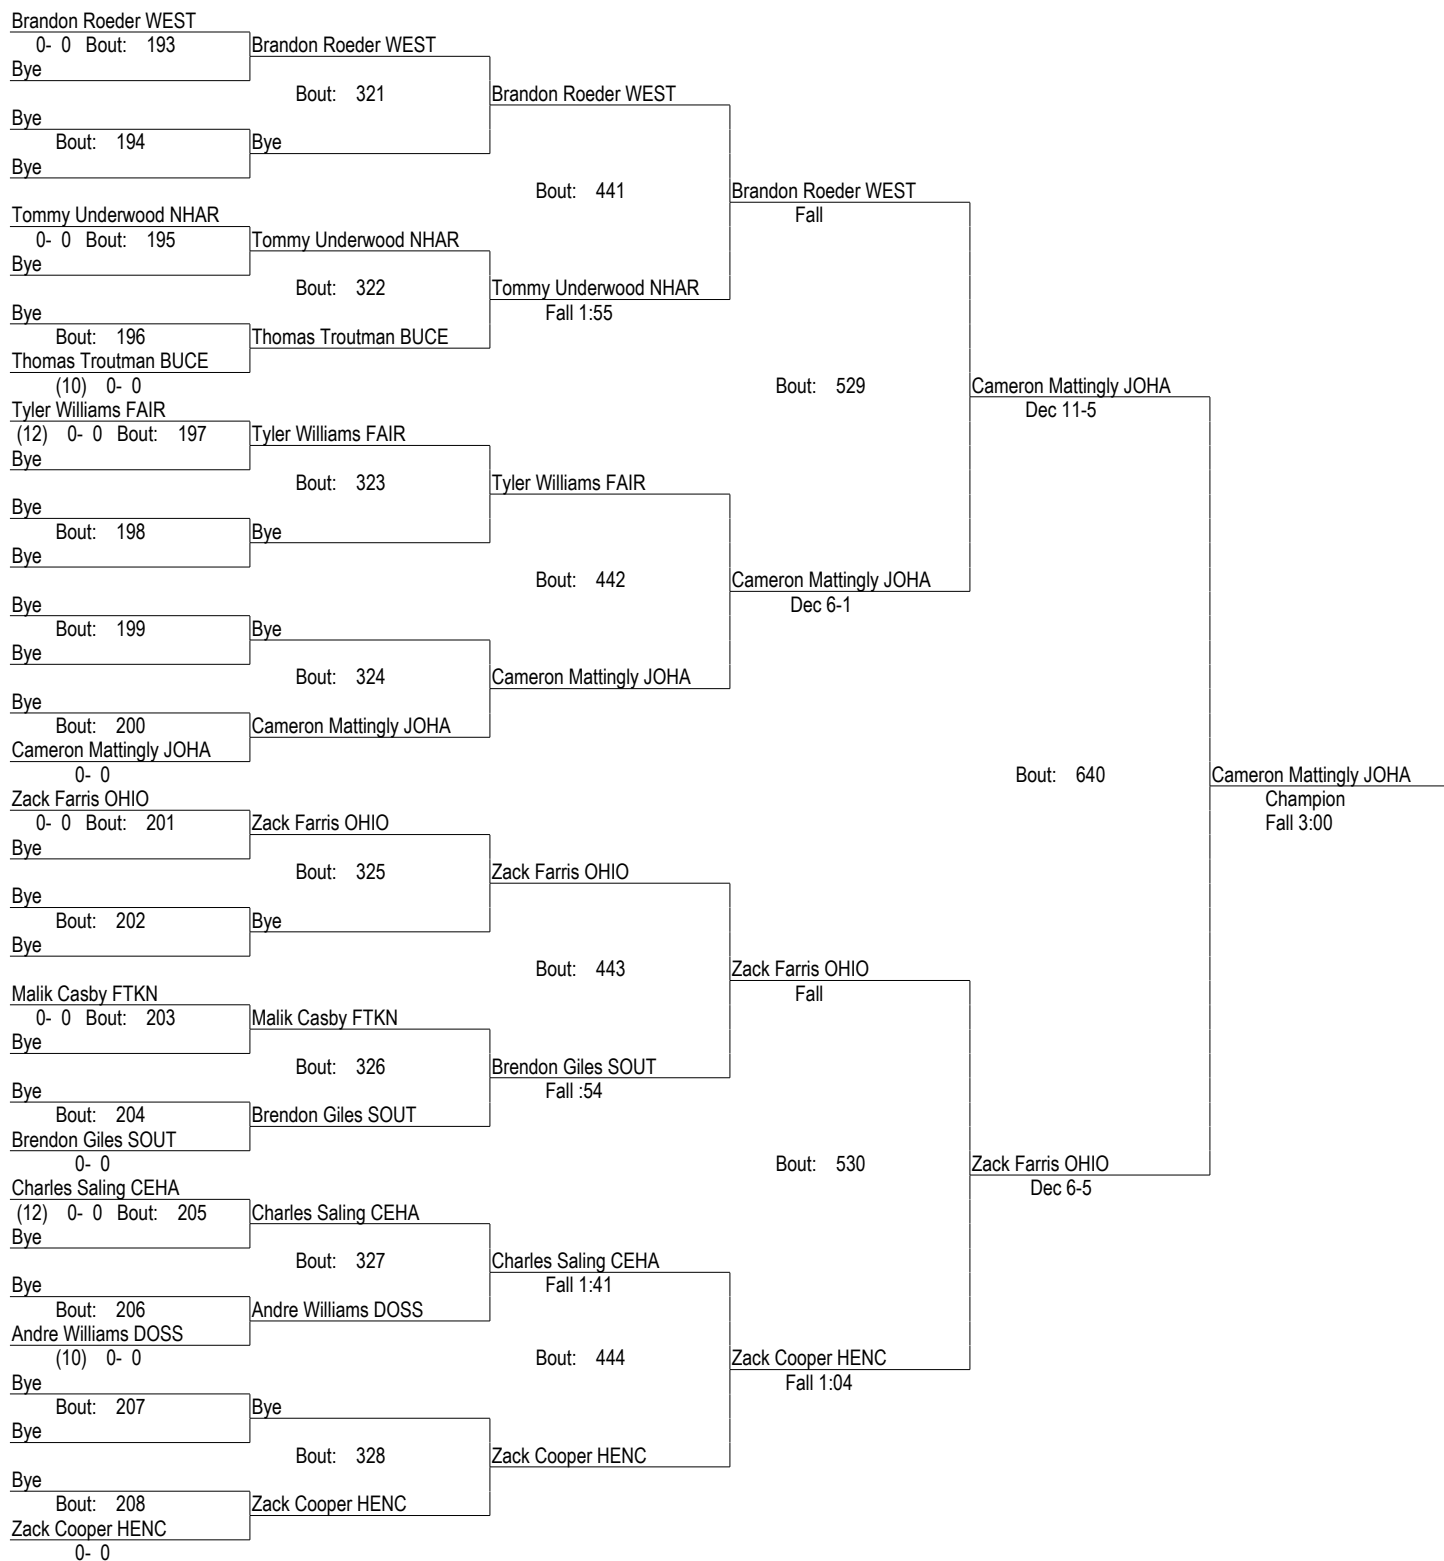 Brandon Roeder WEST
0- 0 Bout: 193 Brandon Roeder WEST
Bye
Bout: 321 Brandon Roeder WEST
Bye
Bout: 194 Bye
Bye
Bout: 441 Brandon Roeder WEST
Tommy Underwood NHAR Fall
0- 0 Bout: 195 Tommy Underwood NHAR
Bye
Bout: 322 Tommy Underwood NHAR
Bye Fall 1:55
Bout: 196 Thomas Troutman BUCE
Thomas Troutman BUCE
(10) 0- 0 Bout: 529 Cameron Mattingly JOHA
Tyler Williams FAIR Dec 11-5
(12) 0- 0 Bout: 197 Tyler Williams FAIR
Bye
Bout: 323 Tyler Williams FAIR
Bye
Bout: 198 Bye
Bye
Bout: 442 Cameron Mattingly JOHA
Bye Dec 6-1
Bout: 199 Bye
Bye
Bout: 324 Cameron Mattingly JOHA
Bye
Bout: 200 Cameron Mattingly JOHA
Cameron Mattingly JOHA
0- 0 Bout: 640 Cameron Mattingly JOHA
Zack Farris OHIO Champion
0- 0 Bout: 201 Zack Farris OHIO Fall 3:00
Bye
Bout: 325 Zack Farris OHIO
Bye
Bout: 202 Bye
Bye
Bout: 443 Zack Farris OHIO
Malik Casby FTKN Fall
0- 0 Bout: 203 Malik Casby FTKN
Bye
Bout: 326 Brendon Giles SOUT
Bye Fall :54
Bout: 204 Brendon Giles SOUT
Brendon Giles SOUT
0- 0 Bout: 530 Zack Farris OHIO
Charles Saling CEHA Dec 6-5
(12) 0- 0 Bout: 205 Charles Saling CEHA
Bye
Bout: 327 Charles Saling CEHA
Bye Fall 1:41
Bout: 206 Andre Williams DOSS
Andre Williams DOSS
(10) 0- 0 Bout: 444 Zack Cooper HENC
Bye Fall 1:04
Bout: 207 Bye
Bye
Bout: 328 Zack Cooper HENC
Bye
Bout: 208 Zack Cooper HENC
Zack Cooper HENC
0- 0